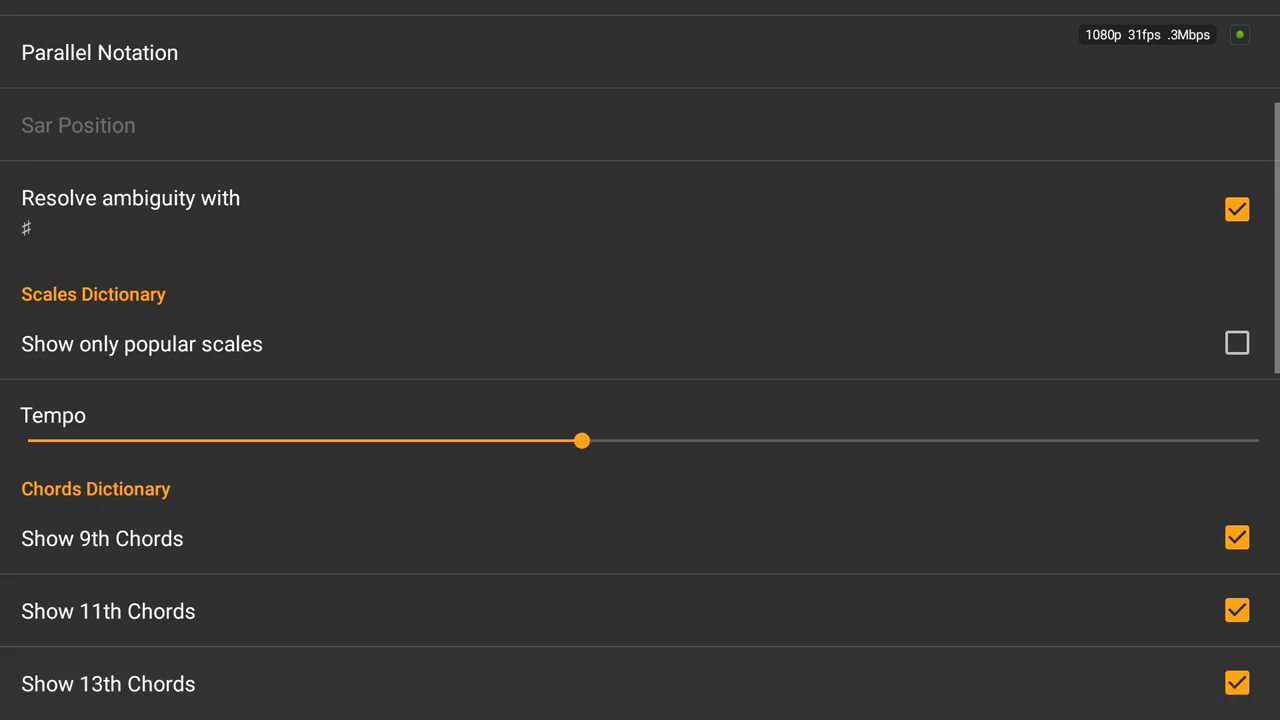 1080p 31fps .3Mbps
Parallel Notation
Sar Position
Resolve ambiguity with
♯
Scales Dictionary
Show only popular scales
Tempo
Chords Dictionary
Show 9th Chords
Show 11th Chords
Show 13th Chords